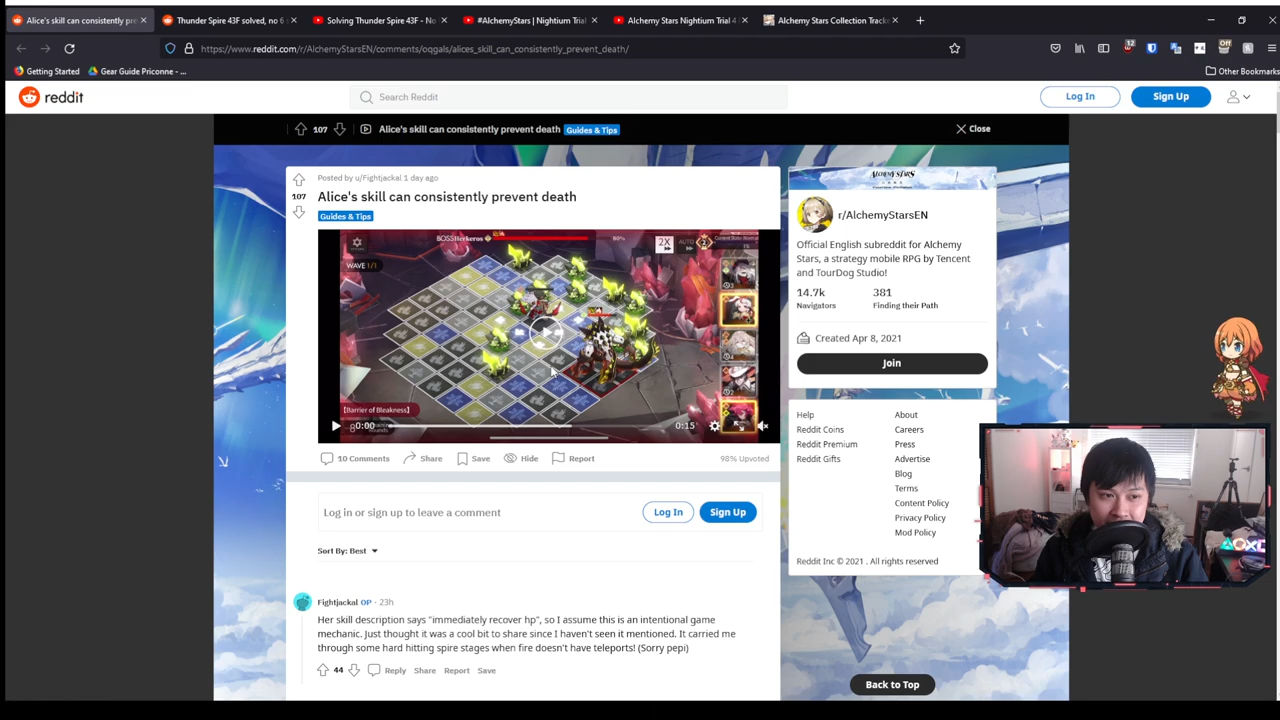 Alice's skill can consistently pre
Thunder Spire 43F solved, no 6 s
Solving Thunder Spire 43F - No
#AlchemyStars | Nightium Trial
Alchemy Stars Nightium Trial 4
Alchemy Stars Collection Tracke
https://www.reddit.com/r/AlchemyStarsEN/comments/oqgals/alices_skill_can_consistently_prevent_death/
12
Off
Getting Started
Gear Guide Priconne - ...
Other Bookmarks
reddit
Search Reddit
Log In
Sign Up
107
Alice's skill can consistently prevent death
Guides & Tips
Close
Posted by u/Fightjackal 1 day ago
107
Alice's skill can consistently prevent death
Guides & Tips
BOSS Herkeros
80%
2X
AUTO
WAVE 1/1
【Barrier of Bleakness】
0:00
0:15
10 Comments
Share
Save
Hide
Report
98% Upvoted
Log in or sign up to leave a comment
Log In
Sign Up
Sort By: Best
Fightjackal OP · 23h
Her skill description says "immediately recover hp", so I assume this is an intentional game
mechanic. Just thought it was a cool bit to share since I haven't seen it mentioned. It carried me
through some hard hitting spire stages when fire doesn't have teleports! (Sorry pepi)
44
Reply
Share
Report
Save
ALCHEMY STARS
r/AlchemyStarsEN
Official English subreddit for Alchemy
Stars, a strategy mobile RPG by Tencent
and TourDog Studio!
14.7k
381
Navigators
Finding their Path
Created Apr 8, 2021
Join
Help
About
Reddit Coins
Careers
Reddit Premium
Press
Reddit Gifts
Advertise
Blog
Terms
Content Policy
Privacy Policy
Mod Policy
Reddit Inc © 2021 . All rights reserved
Back to Top